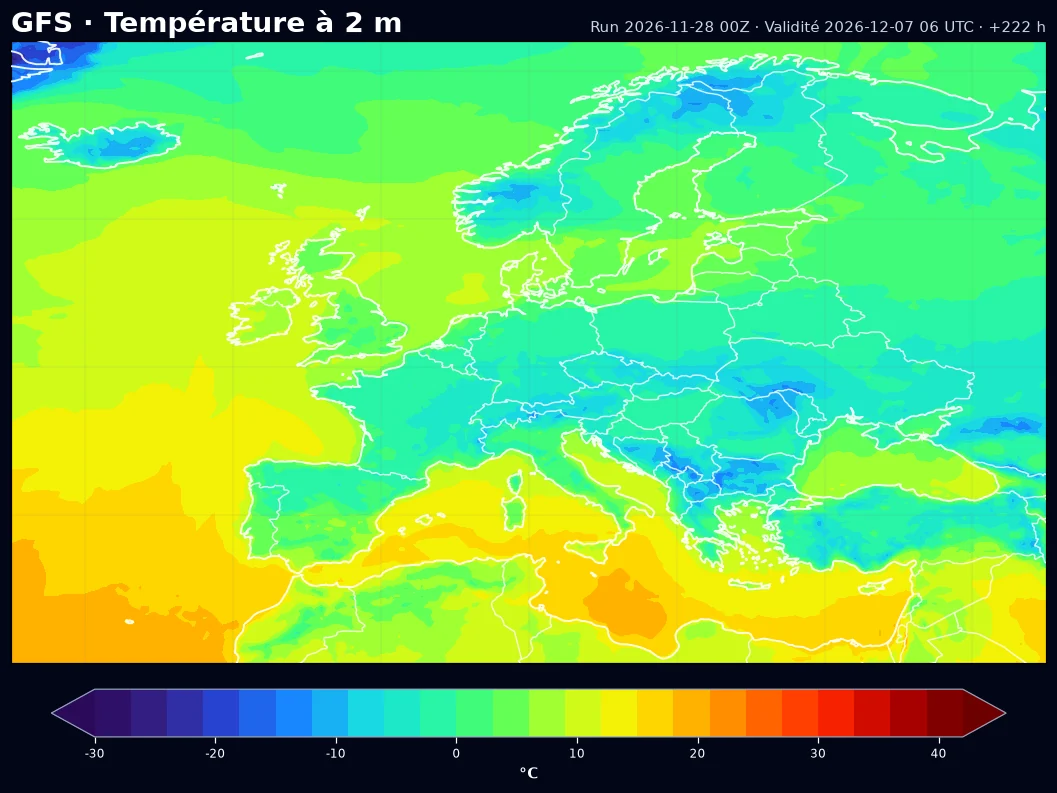 GFS · Température à 2 m
Run 2026-11-28 00Z · Validité 2026-12-07 06 UTC · +222 h
-30 -20 -10 0 10 20 30 40
°C